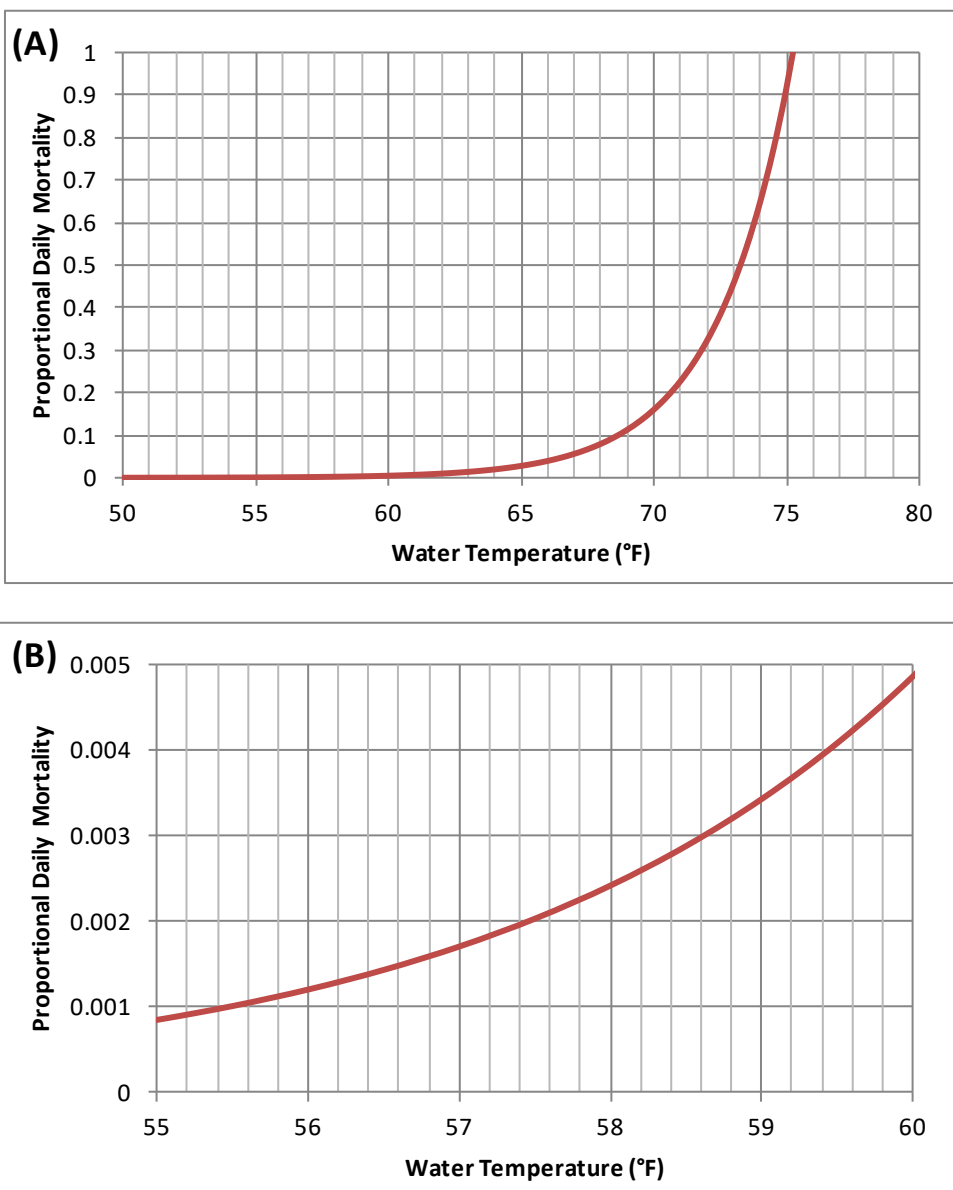 (A)
Proportional Daily Mortality
1
0.9
0.8
0.7
0.6
0.5
0.4
0.3
0.2
0.1
0
50 55 60 65 70 75 80
Water Temperature (°F)
(B)
Proportional Daily Mortality
0.005
0.004
0.003
0.002
0.001
0
55 56 57 58 59 60
Water Temperature (°F)